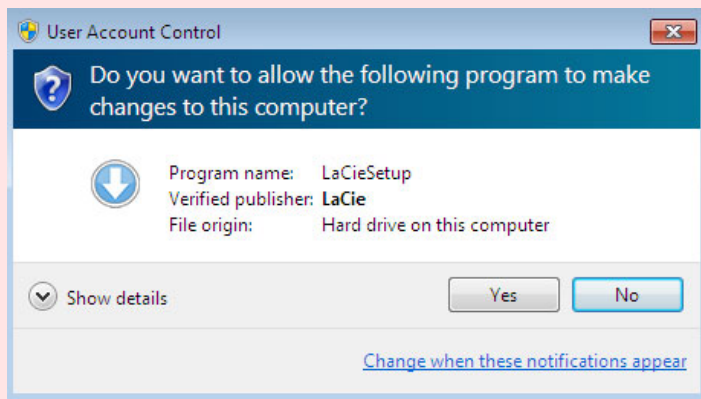 User Account Control
Do you want to allow the following program to make
changes to this computer?
Program name: LaCieSetup
Verified publisher: LaCie
File origin: Hard drive on this computer
Show details
Yes
No
Change when these notifications appear